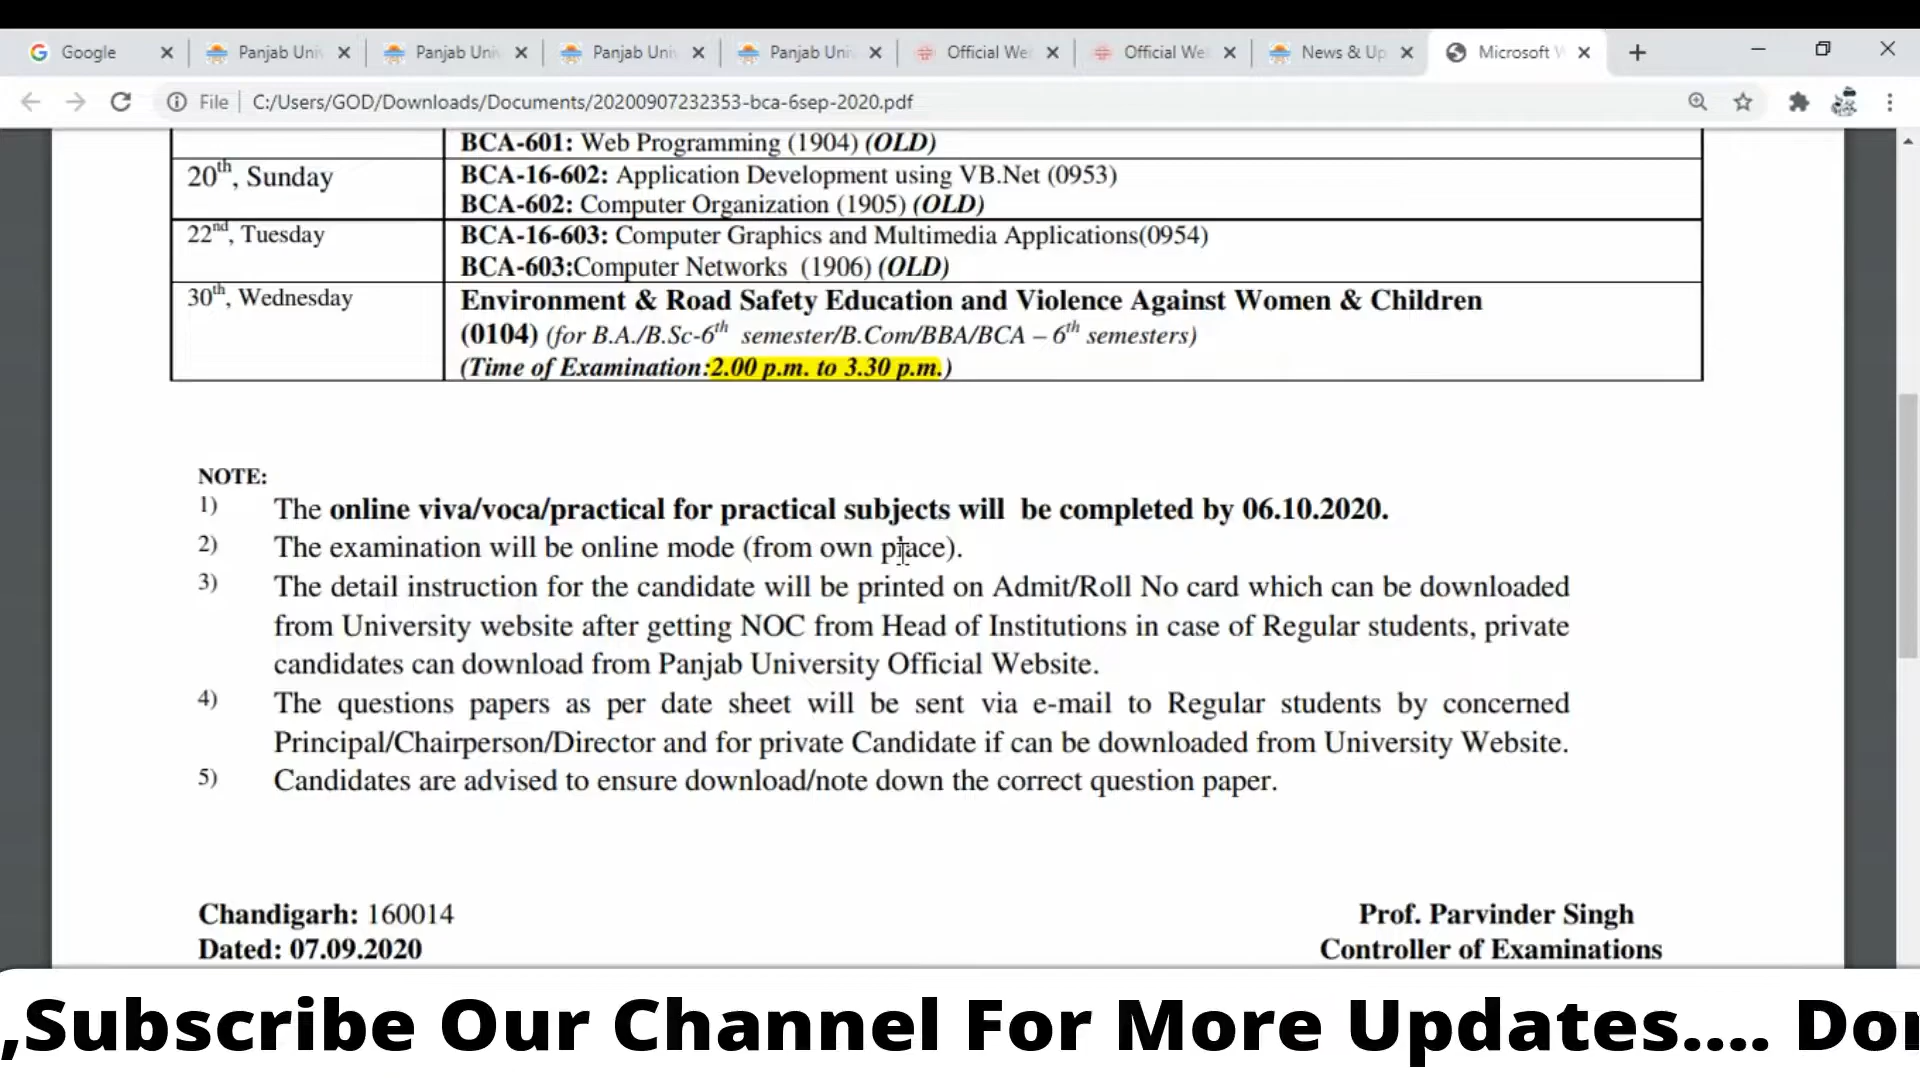 Google
Panjab Uni
Panjab Uni
Panjab Uni
Panjab Uni
Official We
Official We
News & Up
Microsoft
File
C:/Users/GOD/Downloads/Documents/20200907232353-bca-6sep-2020.pdf
BCA-601: Web Programming (1904) (OLD)
20th, Sunday
BCA-16-602: Application Development using VB.Net (0953)
BCA-602: Computer Organization (1905) (OLD)
22nd, Tuesday
BCA-16-603: Computer Graphics and Multimedia Applications(0954)
BCA-603:Computer Networks (1906) (OLD)
30th, Wednesday
Environment & Road Safety Education and Violence Against Women & Children
(0104) (for B.A./B.Sc-6th semester/B.Com/BBA/BCA – 6th semesters)
(Time of Examination:2.00 p.m. to 3.30 p.m.)
NOTE:
1) The online viva/voca/practical for practical subjects will be completed by 06.10.2020.
2) The examination will be online mode (from own place).
3) The detail instruction for the candidate will be printed on Admit/Roll No card which can be downloaded
from University website after getting NOC from Head of Institutions in case of Regular students, private
candidates can download from Panjab University Official Website.
4) The questions papers as per date sheet will be sent via e-mail to Regular students by concerned
Principal/Chairperson/Director and for private Candidate if can be downloaded from University Website.
5) Candidates are advised to ensure download/note down the correct question paper.
Chandigarh: 160014
Prof. Parvinder Singh
Dated: 07.09.2020
Controller of Examinations
,Subscribe Our Channel For More Updates....